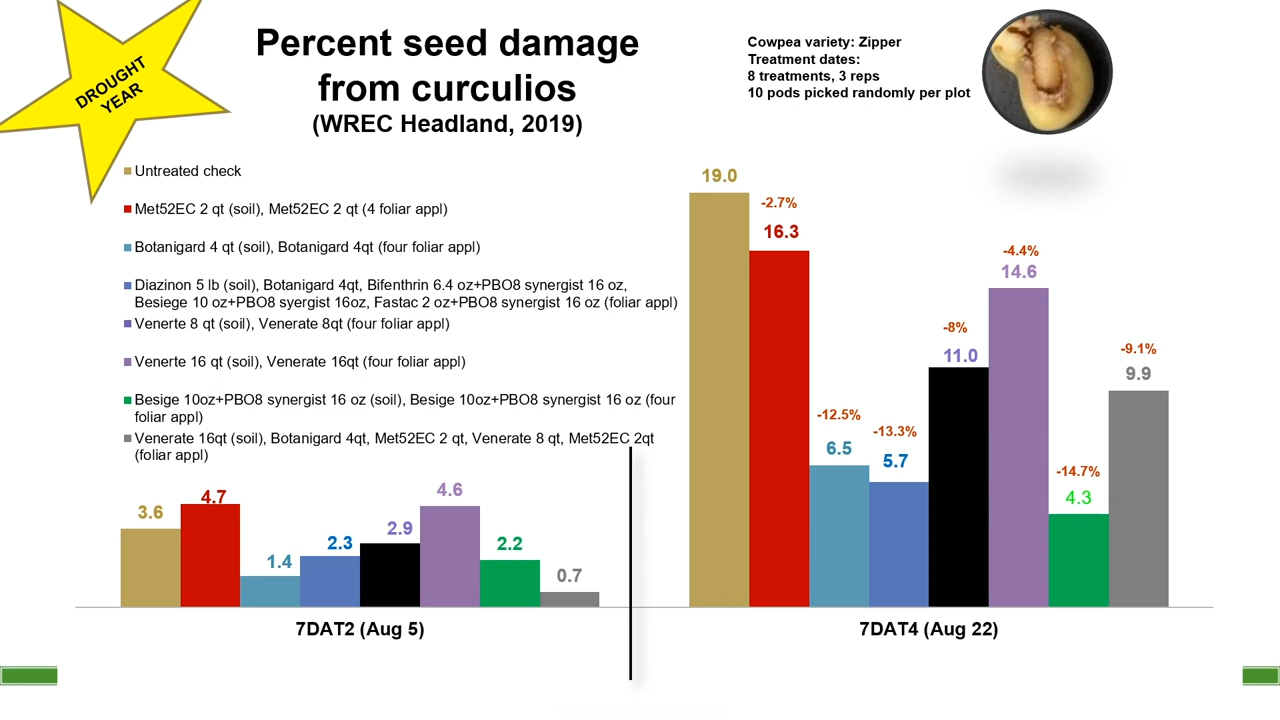 DROUGHT
YEAR
Percent seed damage
from curculios
(WREC Headland, 2019)
Cowpea variety: Zipper
Treatment dates:
8 treatments, 3 reps
10 pods picked randomly per plot
Untreated check
Met52EC 2 qt (soil), Met52EC 2 qt (4 foliar appl)
Botanigard 4 qt (soil), Botanigard 4qt (four foliar appl)
Diazinon 5 lb (soil), Botanigard 4qt, Bifenthrin 6.4 oz+PBO8 synergist 16 oz,
Besiege 10 oz+PBO8 syergist 16oz, Fastac 2 oz+PBO8 synergist 16 oz (foliar appl)
Venerte 8 qt (soil), Venerate 8qt (four foliar appl)
Venerte 16 qt (soil), Venerate 16qt (four foliar appl)
Besige 10oz+PBO8 synergist 16 oz (soil), Besige 10oz+PBO8 synergist 16 oz (four
foliar appl)
Venerate 16qt (soil), Botanigard 4qt, Met52EC 2 qt, Venerate 8 qt, Met52EC 2qt
(foliar appl)
3.6
4.7
1.4
2.3
2.9
4.6
2.2
0.7
7DAT2 (Aug 5)
19.0
-2.7%
16.3
-12.5%
6.5
-13.3%
5.7
-8%
11.0
-4.4%
14.6
-14.7%
4.3
-9.1%
9.9
7DAT4 (Aug 22)